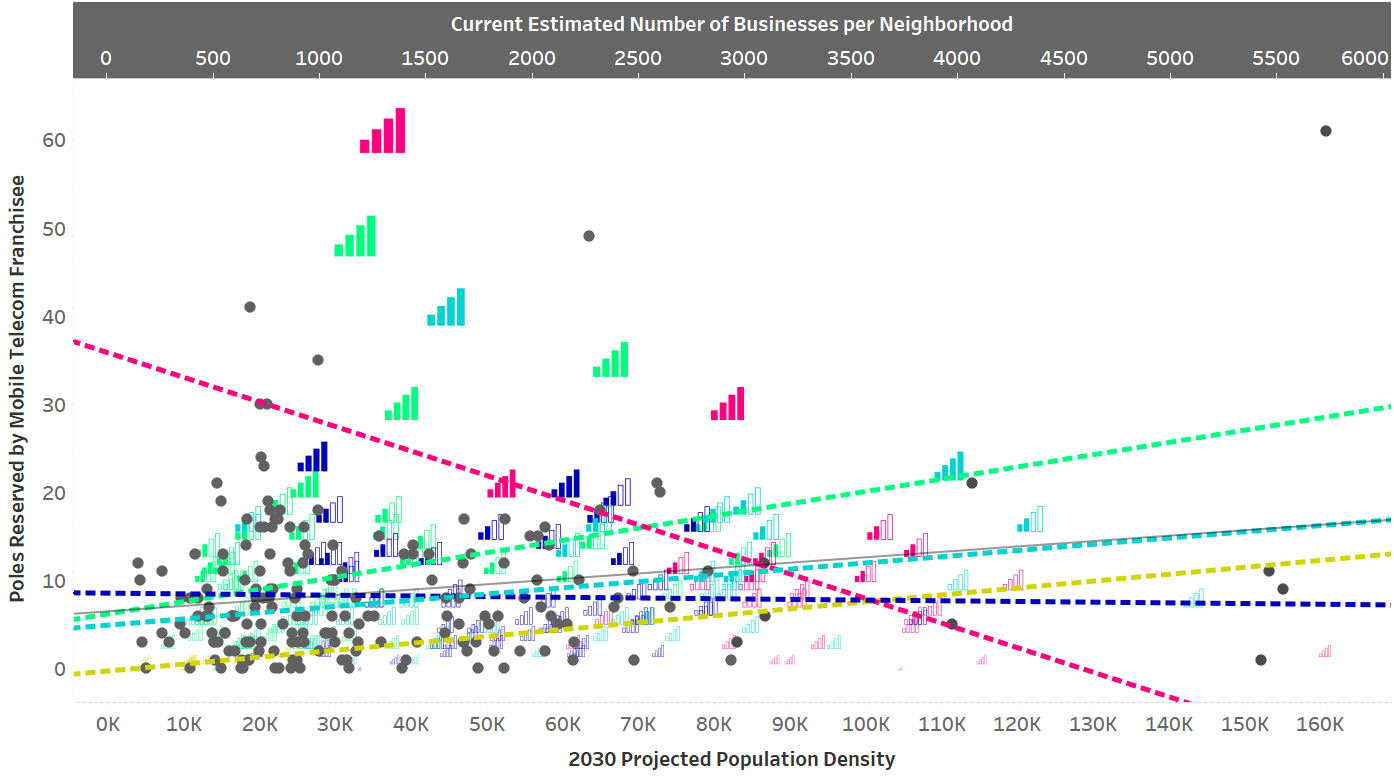 Current Estimated Number of Businesses per Neighborhood
0 500 1000 1500 2000 2500 3000 3500 4000 4500 5000 5500 6000
Poles Reserved by Mobile Telecom Franchisee
60
50
40
30
20
10
0
0K 10K 20K 30K 40K 50K 60K 70K 80K 90K 100K 110K 120K 130K 140K 150K 160K
2030 Projected Population Density